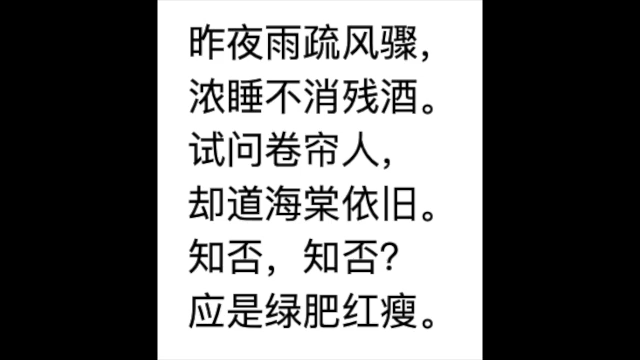 昨夜雨疏风骤，
浓睡不消残酒。
试问卷帘人，
却道海棠依旧。
知否，知否？
应是绿肥红瘦。